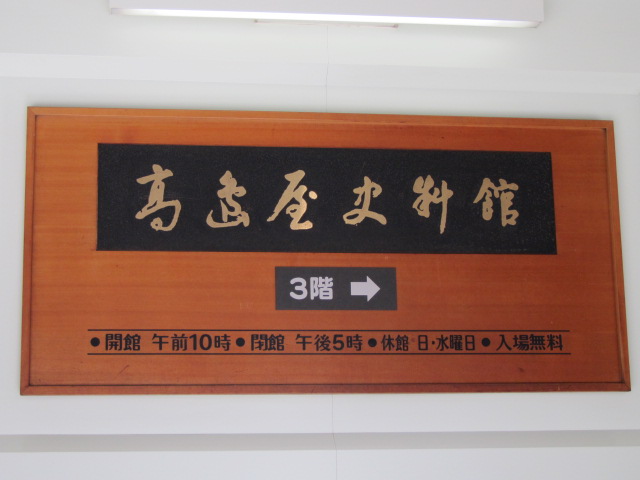 高島屋史料館
3階 →
●開館 午前10時 ●閉館 午後5時 ●休館 日・水曜日 ●入場無料